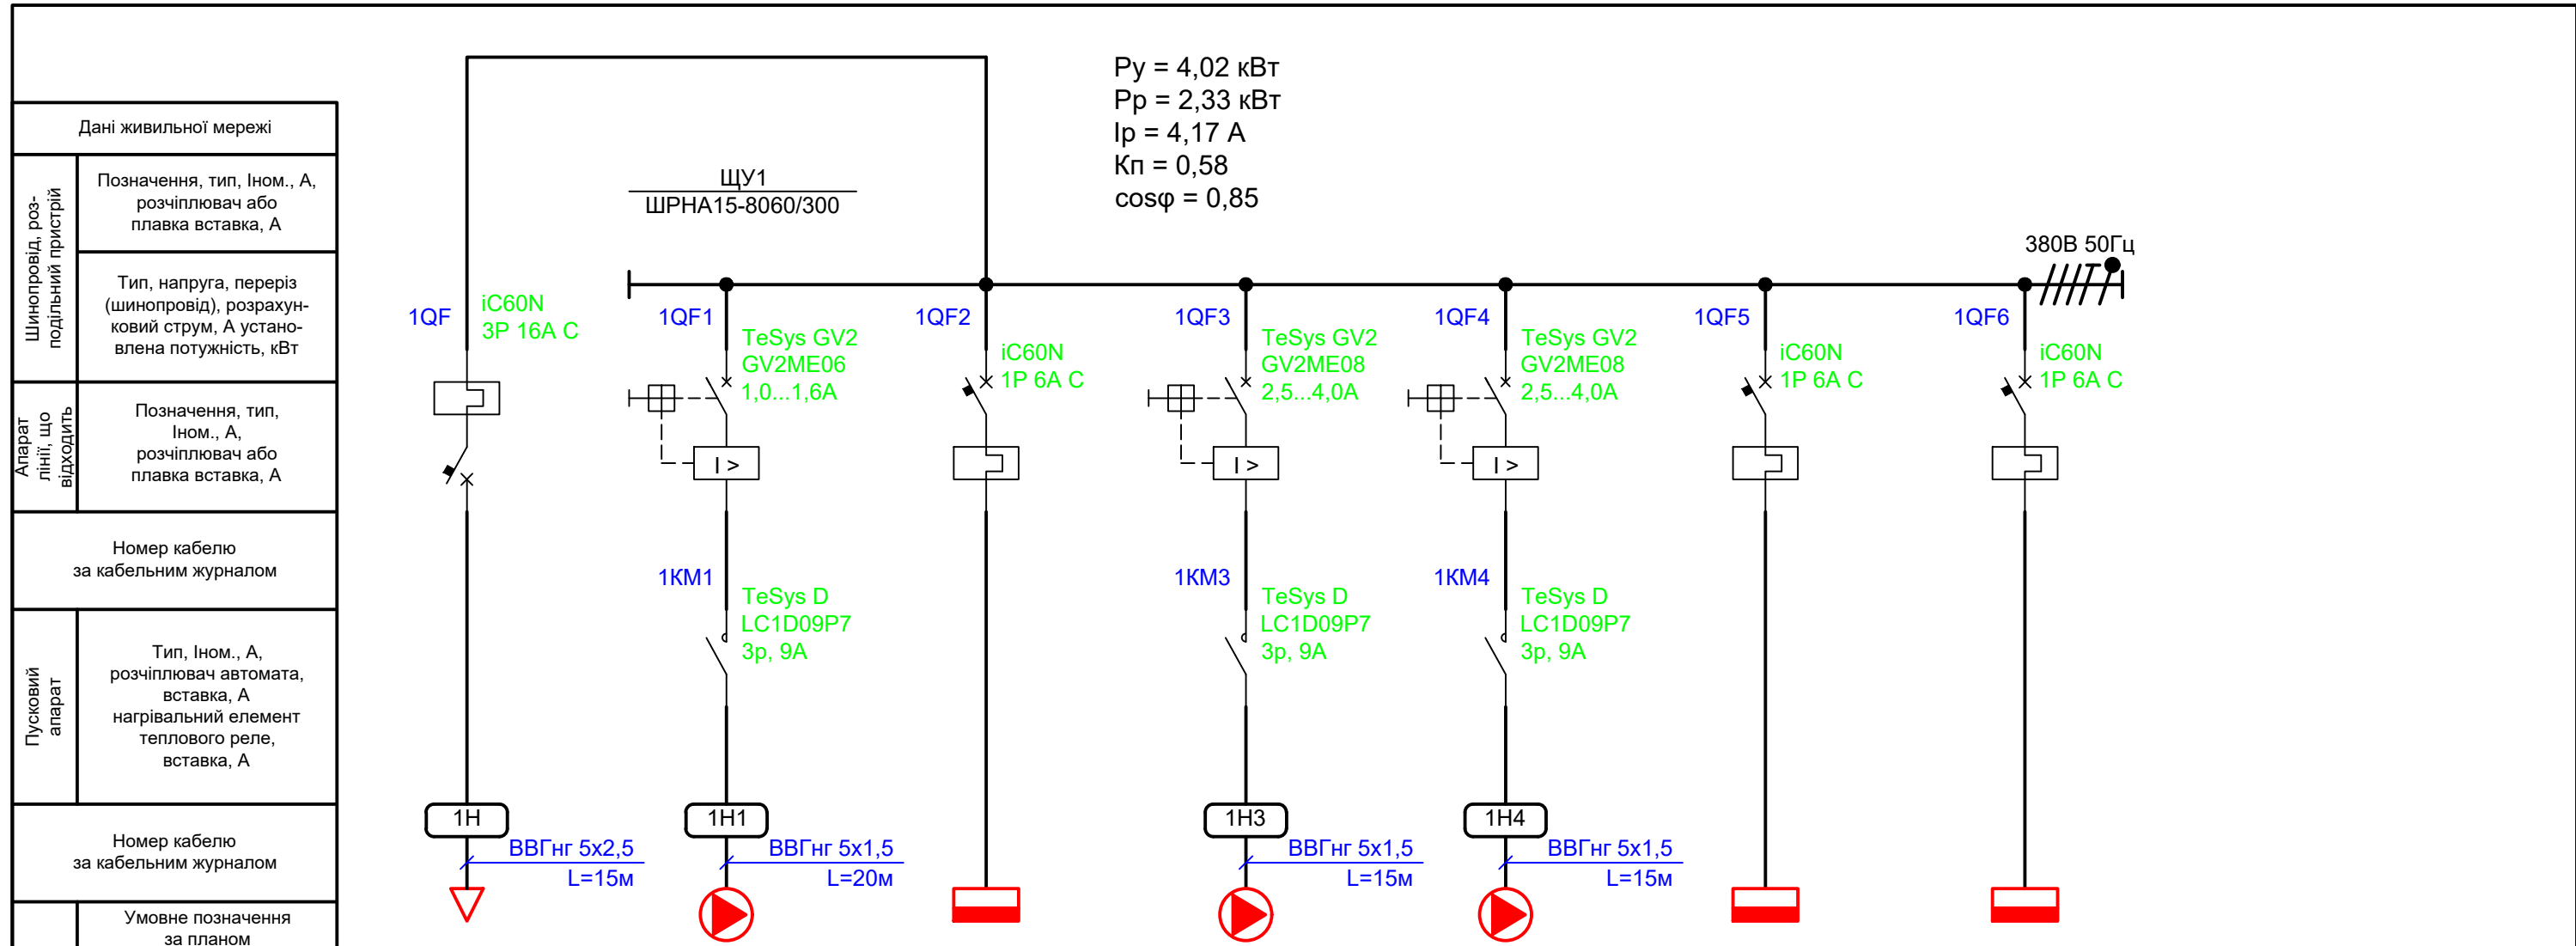 Ру = 4,02 кВт
Рр = 2,33 кВт
Ір = 4,17 А
Кп = 0,58
cosφ = 0,85
ЩУ1
ШРНА15-8060/300
380В 50Гц
Дані живильної мережі
Шинопровід, роз-
подільний пристрій
Позначення, тип, Іном., А,
розчіплювач або
плавка вставка, А
Тип, напруга, переріз
(шинопровід), розрахун-
ковий струм, А устано-
влена потужність, кВт
Апарат
лінії, що
відходить
Позначення, тип,
Іном., А,
розчіплювач або
плавка вставка, А
Номер кабелю
за кабельним журналом
Пусковий
апарат
Тип, Іном., А,
розчіплювач автомата,
вставка, А
нагрівальний елемент
теплового реле,
вставка, А
Номер кабелю
за кабельним журналом
Умовне позначення
за планом
1QF
iC60N
3P 16A C
1QF1
TeSys GV2
GV2ME06
1,0...1,6A
1QF2
iC60N
1P 6A C
1QF3
TeSys GV2
GV2ME08
2,5...4,0A
1QF4
TeSys GV2
GV2ME08
2,5...4,0A
1QF5
iC60N
1P 6A C
1QF6
iC60N
1P 6A C
I >
I >
I >
1КМ1
TeSys D
LC1D09P7
3p, 9A
1КМ3
TeSys D
LC1D09P7
3p, 9A
1КМ4
TeSys D
LC1D09P7
3p, 9A
1Н
ВВГнг 5х2,5
L=15м
1Н1
ВВГнг 5х1,5
L=20м
1Н3
ВВГнг 5х1,5
L=15м
1Н4
ВВГнг 5х1,5
L=15м